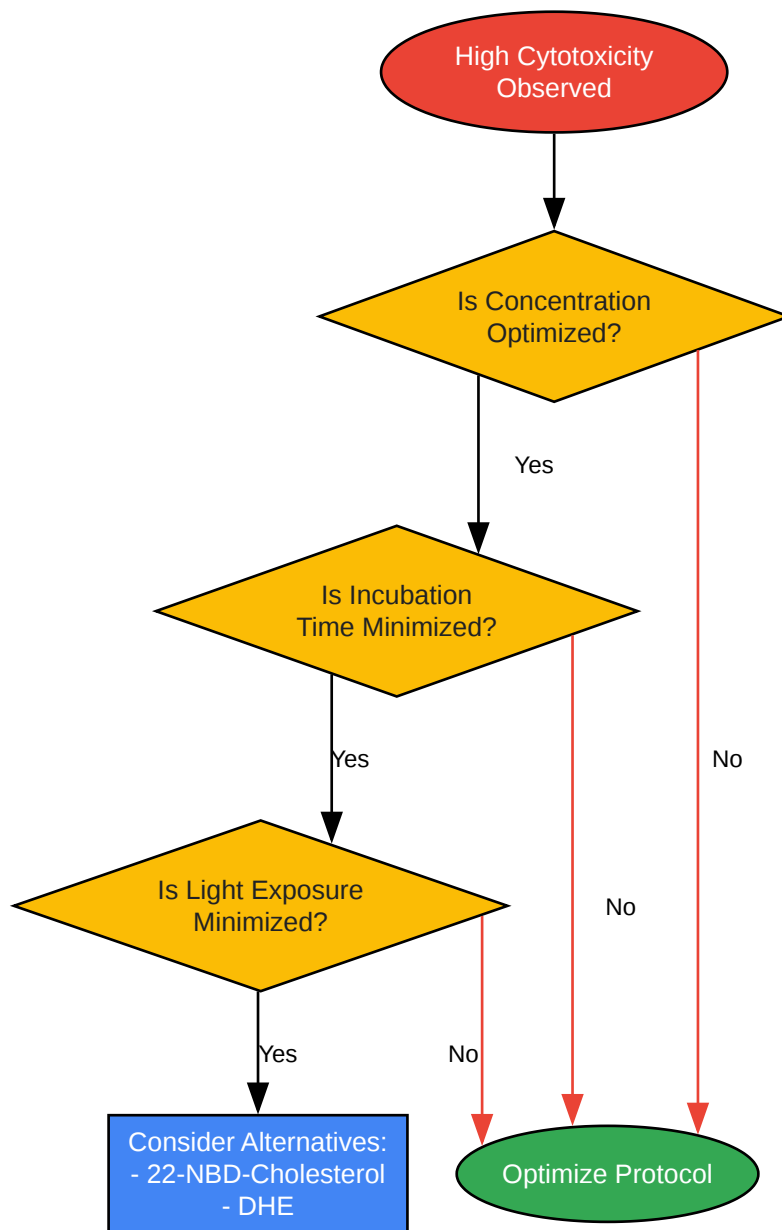 High Cytotoxicity
Observed
Is Concentration
Optimized?
Yes
Is Incubation
Time Minimized?
Yes
No
Is Light Exposure
Minimized?
No
Yes
No
Consider Alternatives:
- 22-NBD-Cholesterol
- DHE
Optimize Protocol